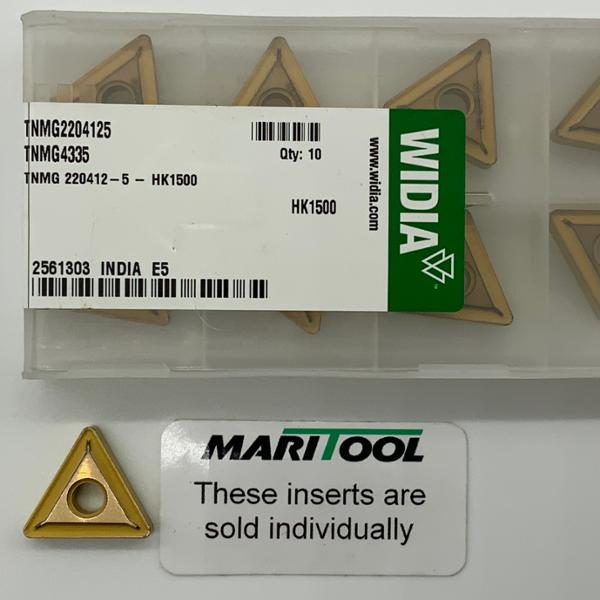 TNMG2204125
TNMG4335
Qty: 10
TNMG 220412-5 - HK1500
HK1500
2561303 INDIA E5
www.widia.com
WIDIA
MARITOOL
These inserts are
sold individually